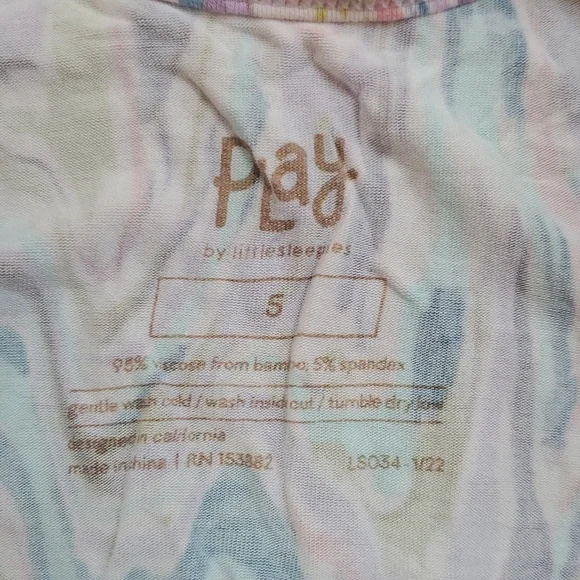 Play.
by littlesleepies
5
95% viscose from bamboo, 5% spandex
gentle wash cold / wash inside out / tumble dry low
designed in california
made in china | RN 153882 LS034 - 1/22